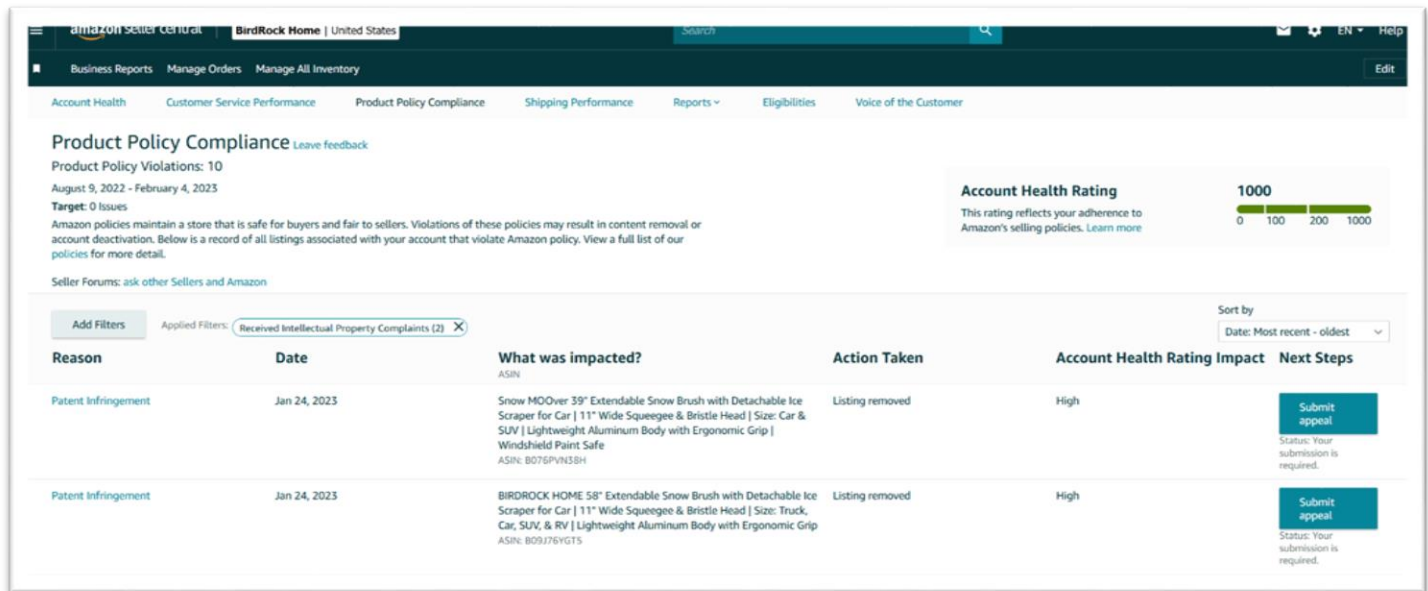 amazon seller central
BirdRock Home | United States
Search
EN
Help
Business Reports Manage Orders Manage All Inventory
Edit
Account Health Customer Service Performance Product Policy Compliance Shipping Performance Reports Eligibilities Voice of the Customer
Product Policy Compliance Leave feedback
Product Policy Violations: 10
August 9, 2022 - February 4, 2023
Target: 0 Issues
Amazon policies maintain a store that is safe for buyers and fair to sellers. Violations of these policies may result in content removal or
account deactivation. Below is a record of all listings associated with your account that violate Amazon policy. View a full list of our
policies for more detail.
Seller Forums: ask other Sellers and Amazon
Account Health Rating
This rating reflects your adherence to
Amazon's selling policies. Learn more
1000
0 100 200 1000
Add Filters
Applied Filters: Received Intellectual Property Complaints (2) X
Sort by
Date: Most recent - oldest
Reason Date What was impacted? Action Taken Account Health Rating Impact Next Steps
ASIN
Patent Infringement
Jan 24, 2023
Snow MOOver 39" Extendable Snow Brush with Detachable Ice
Scraper for Car | 11" Wide Squeegee & Bristle Head | Size: Car &
SUV | Lightweight Aluminum Body with Ergonomic Grip |
Windshield Paint Safe
ASIN: B076PVN38H
Listing removed
High
Submit
appeal
Status: Your
submission is
required.
Patent Infringement
Jan 24, 2023
BIRDROCK HOME 58" Extendable Snow Brush with Detachable Ice
Scraper for Car | 11" Wide Squeegee & Bristle Head | Size: Truck,
Car, SUV, & RV | Lightweight Aluminum Body with Ergonomic Grip
ASIN: B09J76YGTS
Listing removed
High
Submit
appeal
Status: Your
submission is
required.